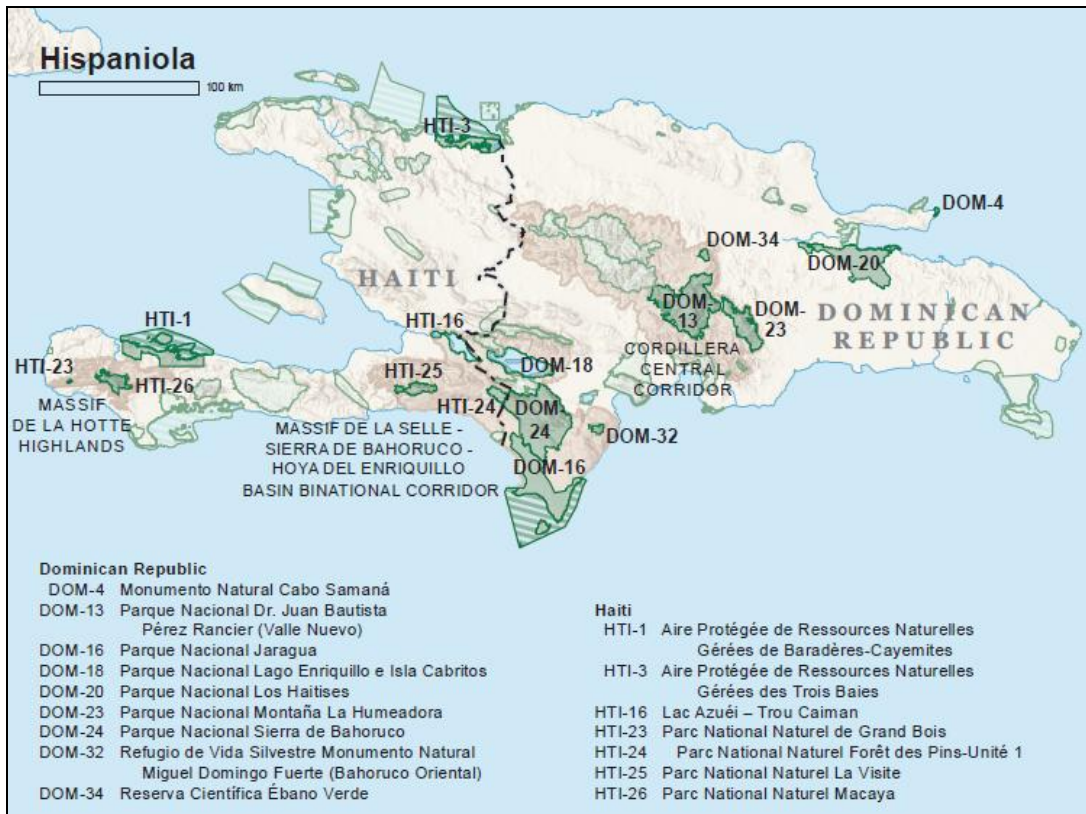 Hispaniola
100 km
HTI-3
DOM-4
DOM-34
DOM-20
HAITI
DOM-
13
DOM-
23
DOMINICAN
REPUBLIC
HTI-1
HTI-16
CORDILLERA
CENTRAL
CORRIDOR
HTI-23
HTI-26
HTI-25
DOM-18
MASSIF
DE LA HOTTE
HIGHLANDS
HTI-24
DOM-
24
DOM-32
MASSIF DE LA SELLE -
SIERRA DE BAHORUCO -
HOYA DEL ENRIQUILLO
BASIN BINATIONAL CORRIDOR
DOM-16
Dominican Republic
DOM-4 Monumento Natural Cabo Samaná
DOM-13 Parque Nacional Dr. Juan Bautista
Pérez Rancier (Valle Nuevo)
DOM-16 Parque Nacional Jaragua
DOM-18 Parque Nacional Lago Enriquillo e Isla Cabritos
DOM-20 Parque Nacional Los Haitises
DOM-23 Parque Nacional Montaña La Humeadora
DOM-24 Parque Nacional Sierra de Bahoruco
DOM-32 Refugio de Vida Silvestre Monumento Natural
Miguel Domingo Fuerte (Bahoruco Oriental)
DOM-34 Reserva Científica Ébano Verde
Haiti
HTI-1 Aire Protégée de Ressources Naturelles
Gérées de Baradères-Cayemites
HTI-3 Aire Protégée de Ressources Naturelles
Gérées des Trois Baies
HTI-16 Lac Azuéi – Trou Caiman
HTI-23 Parc National Naturel de Grand Bois
HTI-24 Parc National Naturel Forêt des Pins-Unité 1
HTI-25 Parc National Naturel La Visite
HTI-26 Parc National Naturel Macaya